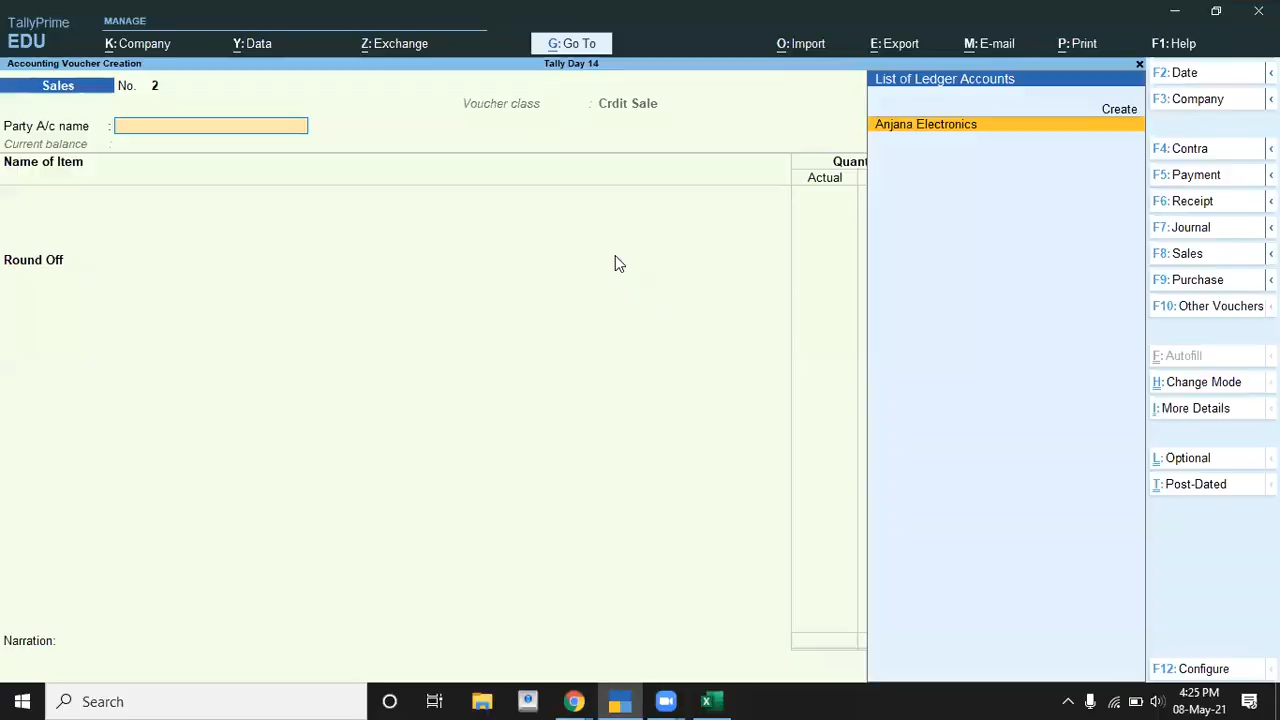 TallyPrime
EDU
MANAGE
K: Company
Y: Data
Z: Exchange
G: Go To
O: Import
E: Export
M: E-mail
P: Print
F1: Help
Accounting Voucher Creation
Tally Day 14
Sales No. 2
Voucher class : Crdit Sale
Party A/c name :
Current balance :
Name of Item
Quant
Actual
Round Off
Narration:
List of Ledger Accounts
Create
Anjana Electronics
F2: Date
F3: Company
F4: Contra
F5: Payment
F6: Receipt
F7: Journal
F8: Sales
F9: Purchase
F10: Other Vouchers
F: Autofill
H: Change Mode
I: More Details
L: Optional
T: Post-Dated
F12: Configure
Search
4:25 PM
08-May-21